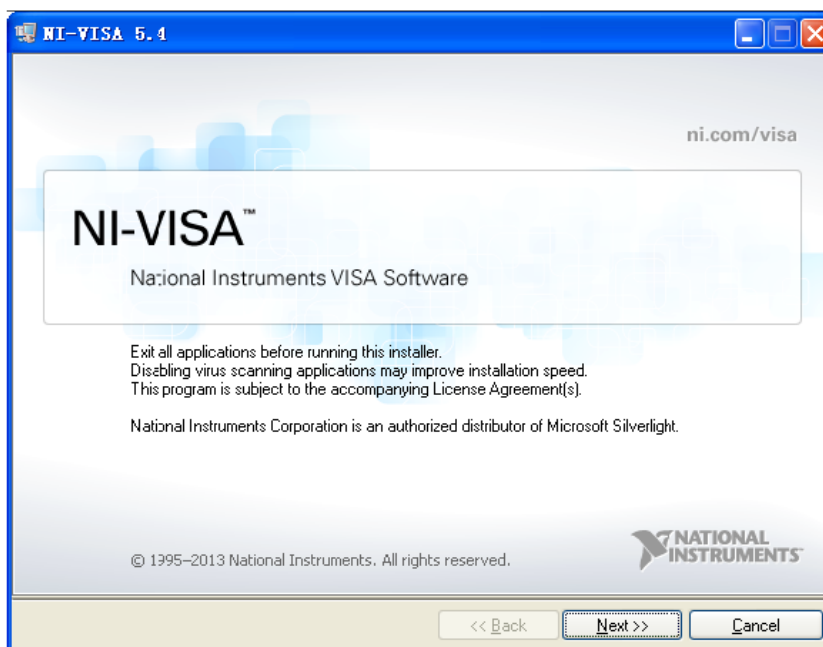 NI-VISA 5.4
ni.com/visa
NI-VISA™
National Instruments VISA Software
Exit all applications before running this installer.
Disabling virus scanning applications may improve installation speed.
This program is subject to the accompanying License Agreement(s).
National Instruments Corporation is an authorized distributor of Microsoft Silverlight.
© 1995–2013 National Instruments. All rights reserved.
NATIONAL
INSTRUMENTS™
<< Back Next >> Cancel